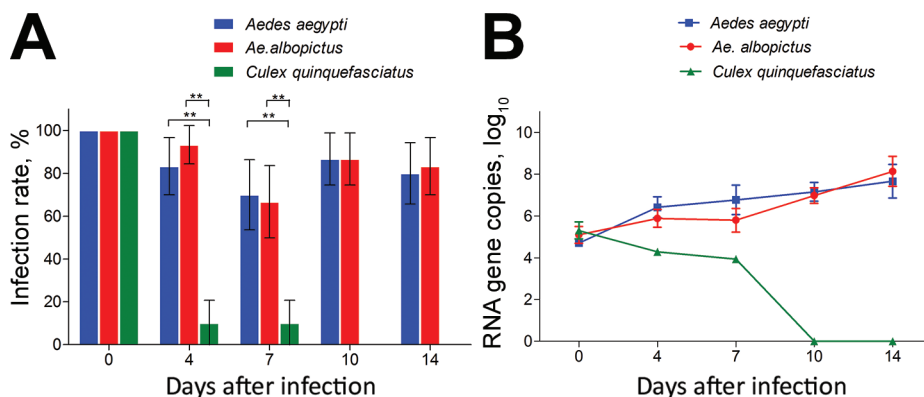 A
Aedes aegypti
Ae.albopictus
Culex quinquefasciatus
**
**
**
**
Infection rate, %
100
80
60
40
20
0
0 4 7 10 14
Days after infection
B
Aedes aegypti
Ae. albopictus
Culex quinquefasciatus
RNA gene copies, log10
10
8
6
4
2
0
0 4 7 10 14
Days after infection